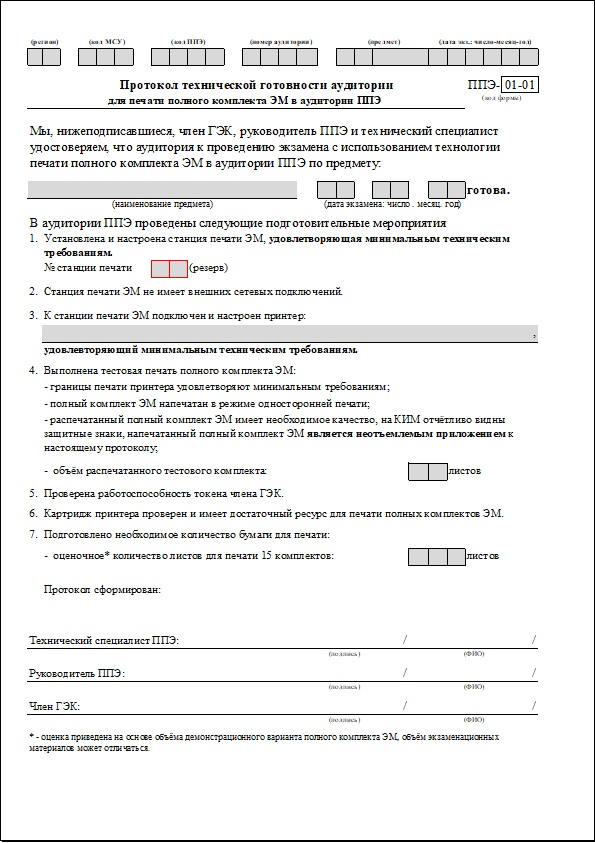 (регион) (код МСУ) (код ППЭ) (номер аудитории) (предмет) (дата экз.: число-месяц-год)
Протокол технической готовности аудитории ППЭ- 01-01
для печати полного комплекта ЭМ в аудитории ППЭ (код формы)
Мы, нижеподписавшиеся, член ГЭК, руководитель ППЭ и технический специалист
удостоверяем, что аудитория к проведению экзамена с использованием технологии
печати полного комплекта ЭМ в аудитории ППЭ по предмету:
готова.
(наименование предмета) (дата экзамена: число . месяц. год)
В аудитории ППЭ проведены следующие подготовительные мероприятия
1. Установлена и настроена станция печати ЭМ, удовлетворяющая минимальным техническим
требованиям.
№ станции печати (резерв)
2. Станция печати ЭМ не имеет внешних сетевых подключений.
3. К станции печати ЭМ подключен и настроен принтер:
,
удовлевторяющий минимальным техническим требованиям.
4. Выполнена тестовая печать полного комплекта ЭМ:
- границы печати принтера удовлетворяют минимальным требованиям;
- полный комплект ЭМ напечатан в режиме односторонней печати;
- распечатанный полный комплект ЭМ имеет необходимое качество, на КИМ отчётливо видны
защитные знаки, напечатанный полный комплект ЭМ является неотъемлемым приложением к
настоящему протоколу;
- объём распечатанного тестового комплекта: листов
5. Проверена работоспособность токена члена ГЭК.
6. Картридж принтера проверен и имеет достаточный ресурс для печати полных комплектов ЭМ.
7. Подготовлено необходимое количество бумаги для печати:
- оценочное* количество листов для печати 15 комплектов: листов
Протокол сформирован:
Технический специалист ППЭ: / /
(подпись) (ФИО)
Руководитель ППЭ: / /
(подпись) (ФИО)
Член ГЭК: / /
(подпись) (ФИО)
* - оценка приведена на основе объёма демонстрационного варианта полного комплекта ЭМ, объём экзаменационных
материалов может отличаться.